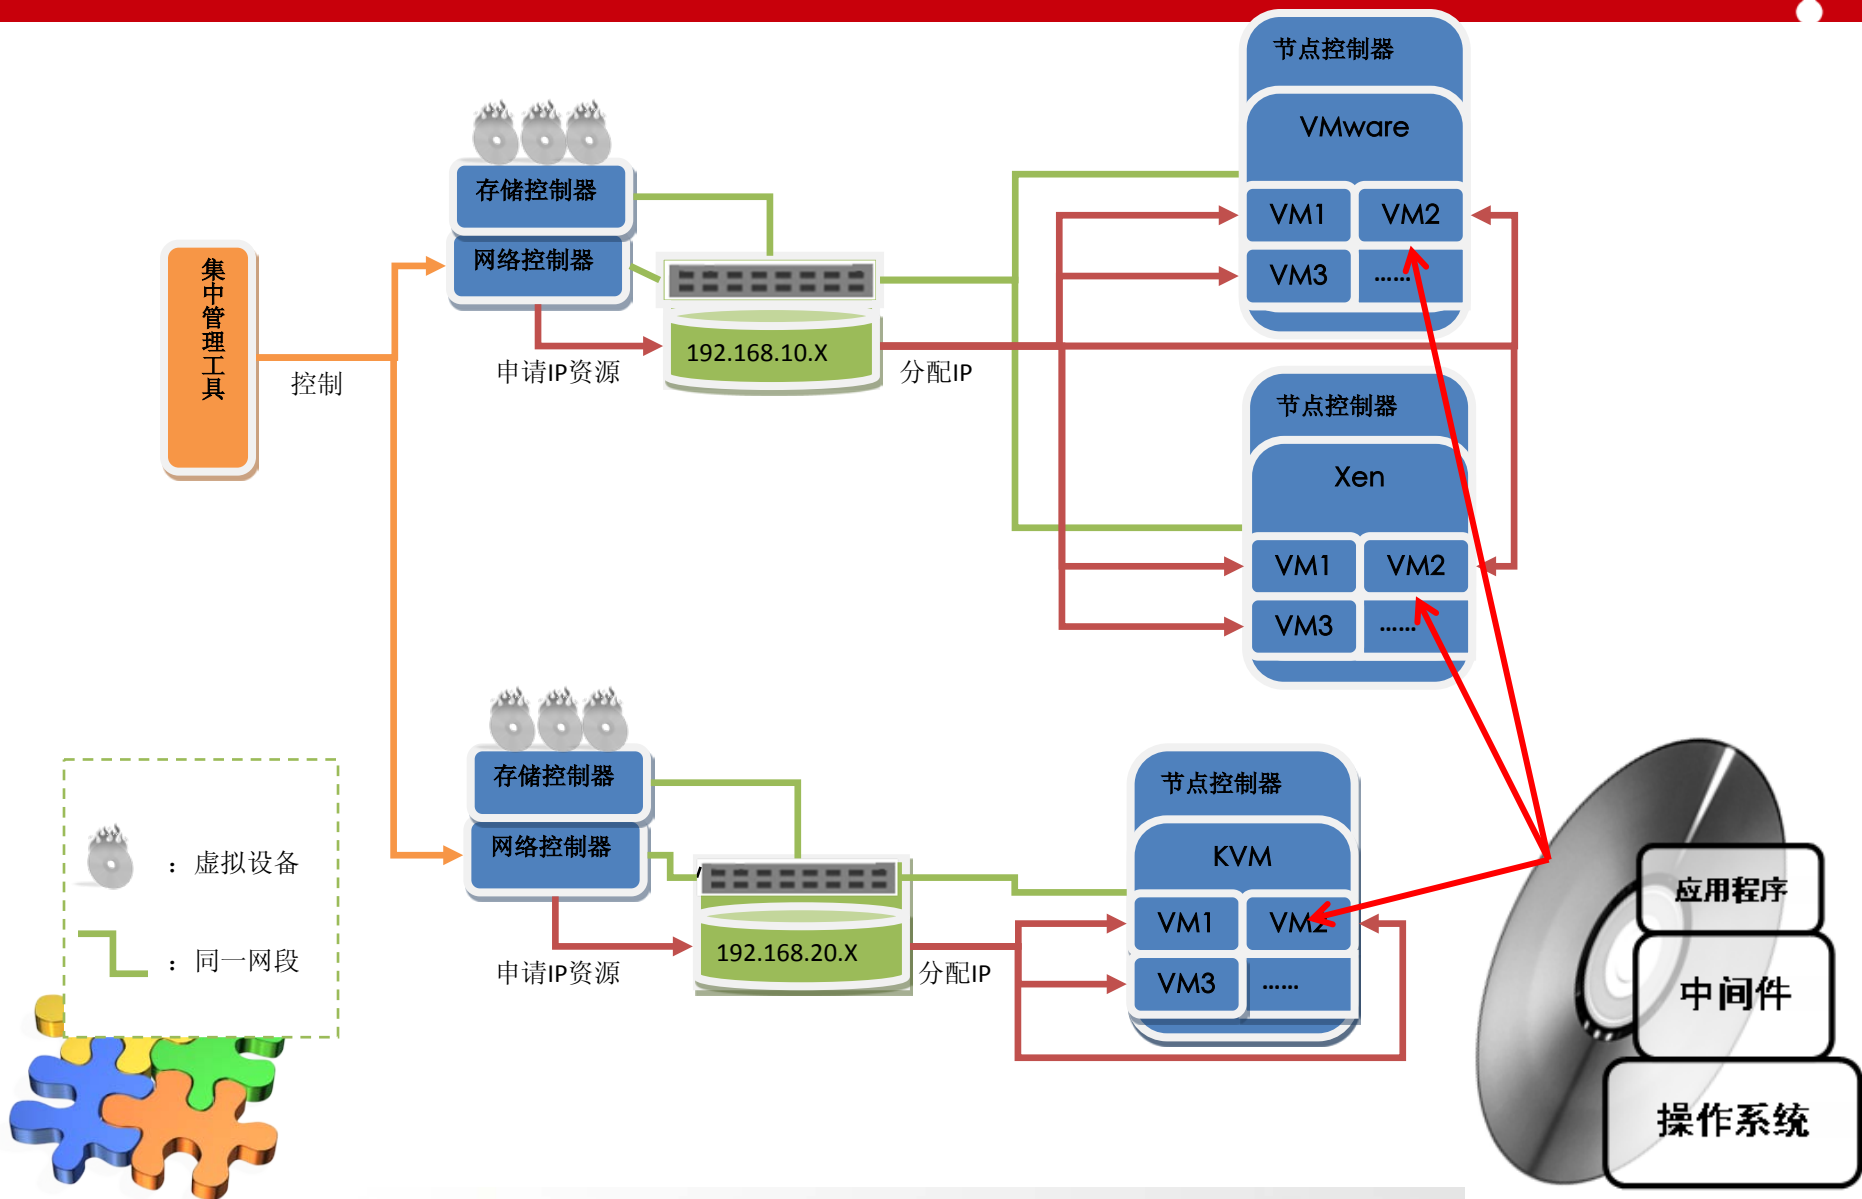 节点控制器
VMware
VM1
VM2
VM3
......
存储控制器
网络控制器
集中管理工具
控制
申请IP资源
192.168.10.X
分配IP
节点控制器
Xen
VM1
VM2
VM3
......
存储控制器
网络控制器
申请IP资源
192.168.20.X
分配IP
节点控制器
KVM
VM1
VM2
VM3
......
：虚拟设备
：同一网段
应用程序
中间件
操作系统